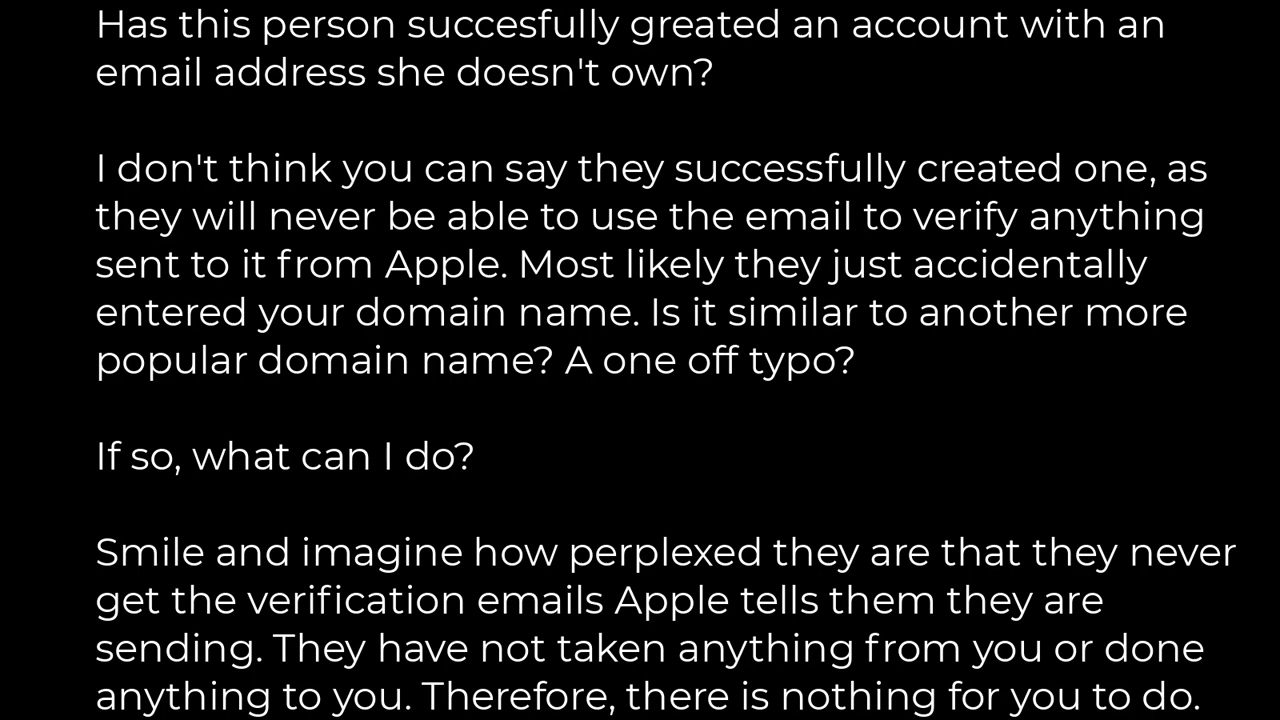 Has this person succesfully greated an account with an
email address she doesn't own?
I don't think you can say they successfully created one, as
they will never be able to use the email to verify anything
sent to it from Apple. Most likely they just accidentally
entered your domain name. Is it similar to another more
popular domain name? A one off typo?
If so, what can I do?
Smile and imagine how perplexed they are that they never
get the verification emails Apple tells them they are
sending. They have not taken anything from you or done
anything to you. Therefore, there is nothing for you to do.